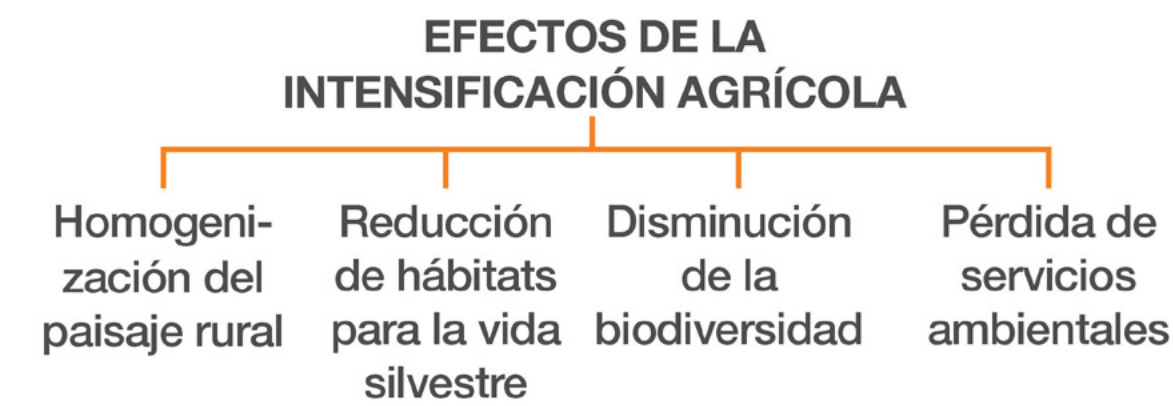 EFECTOS DE LA
INTENSIFICACIÓN AGRÍCOLA
Homogeni-
zación del
paisaje rural
Reducción
de hábitats
para la vida
silvestre
Disminución
de la
biodiversidad
Pérdida de
servicios
ambientales